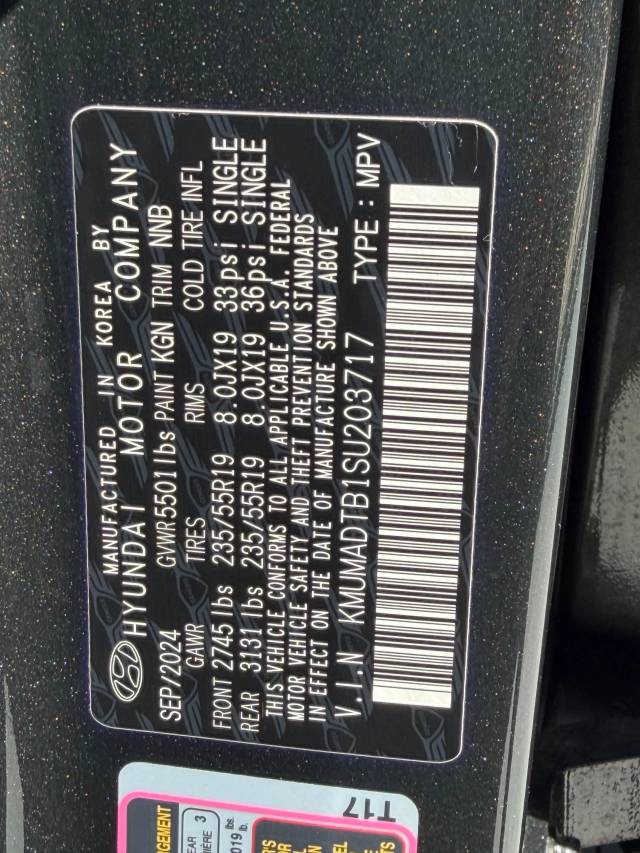 MANUFACTURED IN KOREA BY
HYUNDAI MOTOR COMPANY
SEP/2024 GVWR 5501 lbs PAINT KGN TRIM NNB
GAWR TIRES RIMS COLD TIRE INFL
FRONT 2745 lbs 235/55R19 8.0JX19 33psi SINGLE
REAR 3131 lbs 235/55R19 8.0JX19 36psi SINGLE
THIS VEHICLE CONFORMS TO ALL APPLICABLE U.S.A. FEDERAL
MOTOR VEHICLE SAFETY AND THEFT PREVENTION STANDARDS
IN EFFECT ON THE DATE OF MANUFACTURE SHOWN ABOVE
V.I.N KMUMADTB1SU203717 TYPE : MPV
3
lbs.
lb.
T17